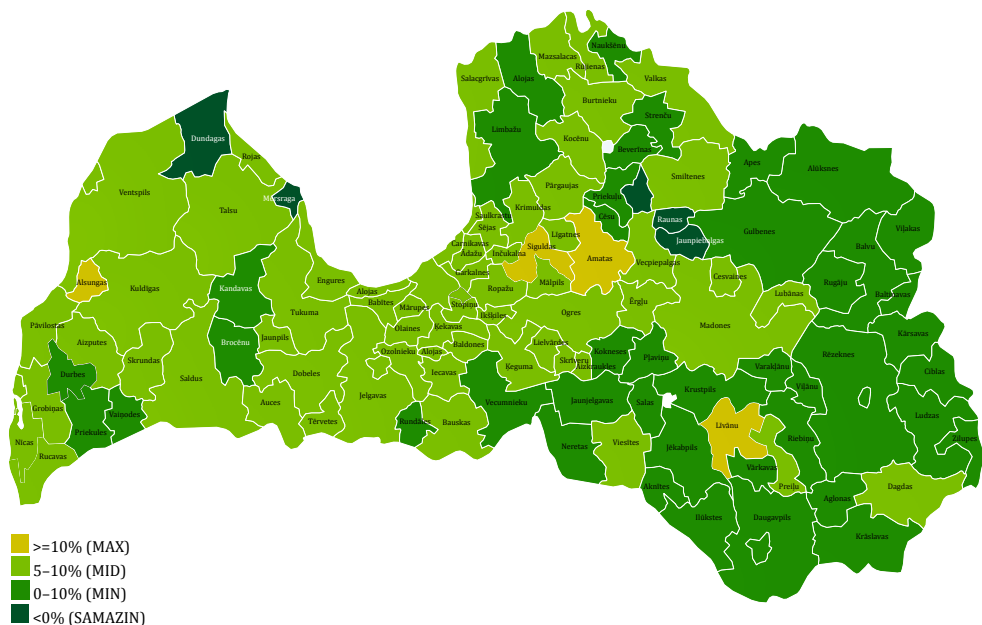 Naukšēnu
Mazsalacas
Rūjienas
Salacgrīvas
Alojas
Valkas
Burtnieku
Strenču
Limbažu
Kocēnu
Dundagas
Beverīnas
Rojas
Apes
Alūksnes
Smiltenes
Ventspils
Pārgaujas
Priekuļu
Mērsraga
Talsu
Krimuldas
Saulkrastu
Cēsu
Raunas
Viļakas
Sējas
Līgatnes
Gulbenes
Carnikavas
Siguldas
Jaunpiebalgas
Balvu
Ādažu
Inčukalna
Amatas
Vecpiepalgas
Garkalnes
Cesvaines
Alsungas
Engures
Mālpils
Rugāju
Kuldīgas
Kandavas
Ropažu
Lubānas
Baltinavas
Alojas
Babītes
Stopiņu
Ērgļu
Tukuma
Mārupes
Ikšķiles
Ogres
Pāvilostas
Olaines
Ķekavas
Madones
Kārsavas
Aizputes
Brocēnu
Jaunpils
Baldones
Lielvārdes
Ozolnieku
Alojas
Kokneses
Rēzeknes
Skrundas
Skrīveru
Pļaviņu
Durbes
Saldus
Dobeles
Iecavas
Ķeguma
Aizkraukles
Varakļānu
Ciblas
Viļānu
Krustpils
Jelgavas
Grobiņas
Auces
Vecumnieku
Jaunjelgavas
Salas
Vaiņodes
Tērvetes
Rundāles
Bauskas
Līvānu
Ludzas
Priekules
Riebiņu
Zilupes
Nīcas
Neretas
Viesītes
Jēkabpils
Rucavas
Vārkavas
Aknītes
Preiļu
Dagdas
Aglonas
Ilūkstes
Daugavpils
Krāslavas
>=10% (MAX)
5–10% (MID)
0–10% (MIN)
<0% (SAMAZIN)